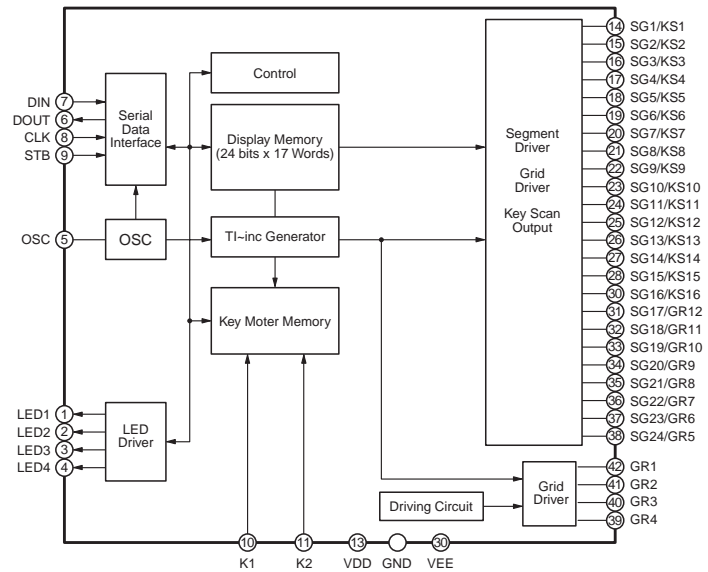 DIN 7
DOUT 6
CLK 8
STB 9
OSC 5
LED1 1
LED2 2
LED3 3
LED4 4
Serial
Data
Interface
OSC
LED
Driver
Control
Display Memory
(24 bits x 17 Words)
TI~inc Generator
Key Moter Memory
Segment
Driver
Grid
Driver
Key Scan
Output
Driving Circuit
Grid
Driver
14 SG1/KS1
15 SG2/KS2
16 SG3/KS3
17 SG4/KS4
18 SG5/KS5
19 SG6/KS6
20 SG7/KS7
21 SG8/KS8
22 SG9/KS9
23 SG10/KS10
24 SG11/KS11
25 SG12/KS12
26 SG13/KS13
27 SG14/KS14
28 SG15/KS15
30 SG16/KS16
31 SG17/GR12
32 SG18/GR11
33 SG19/GR10
34 SG20/GR9
35 SG21/GR8
36 SG22/GR7
37 SG23/GR6
38 SG24/GR5
42 GR1
41 GR2
40 GR3
39 GR4
10 11 13 30
K1 K2 VDD GND VEE